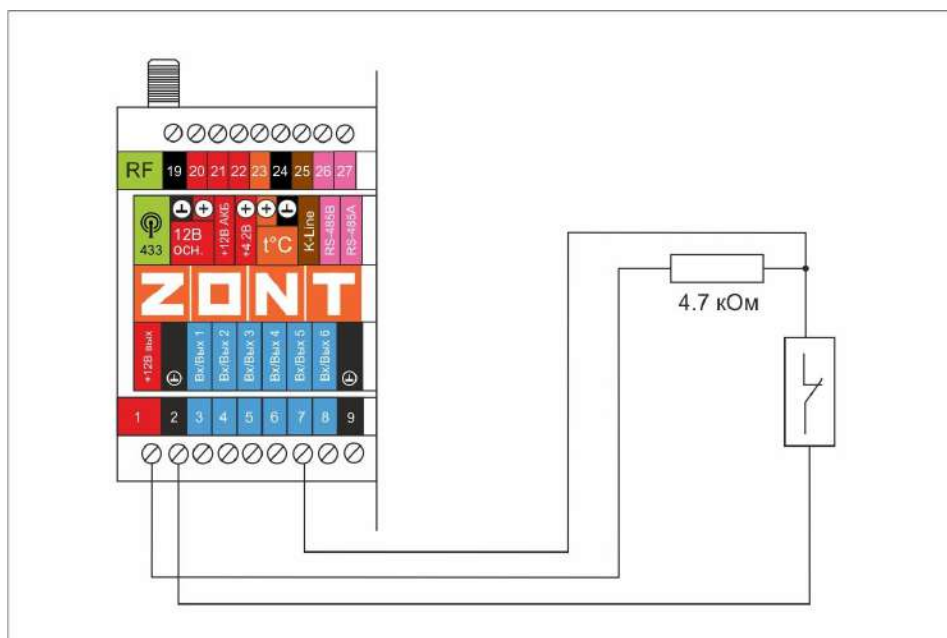 RF 19 20 21 22 23 24 25 26 27
433
12В
осн.
+12В АКБ
+4.2В
t°C
K-Line
RS-485B
RS-485A
ZONT
+12В вых
Вх/Вых 1
Вх/Вых 2
Вх/Вых 3
Вх/Вых 4
Вх/Вых 5
Вх/Вых 6
1 2 3 4 5 6 7 8 9
4.7 кОм